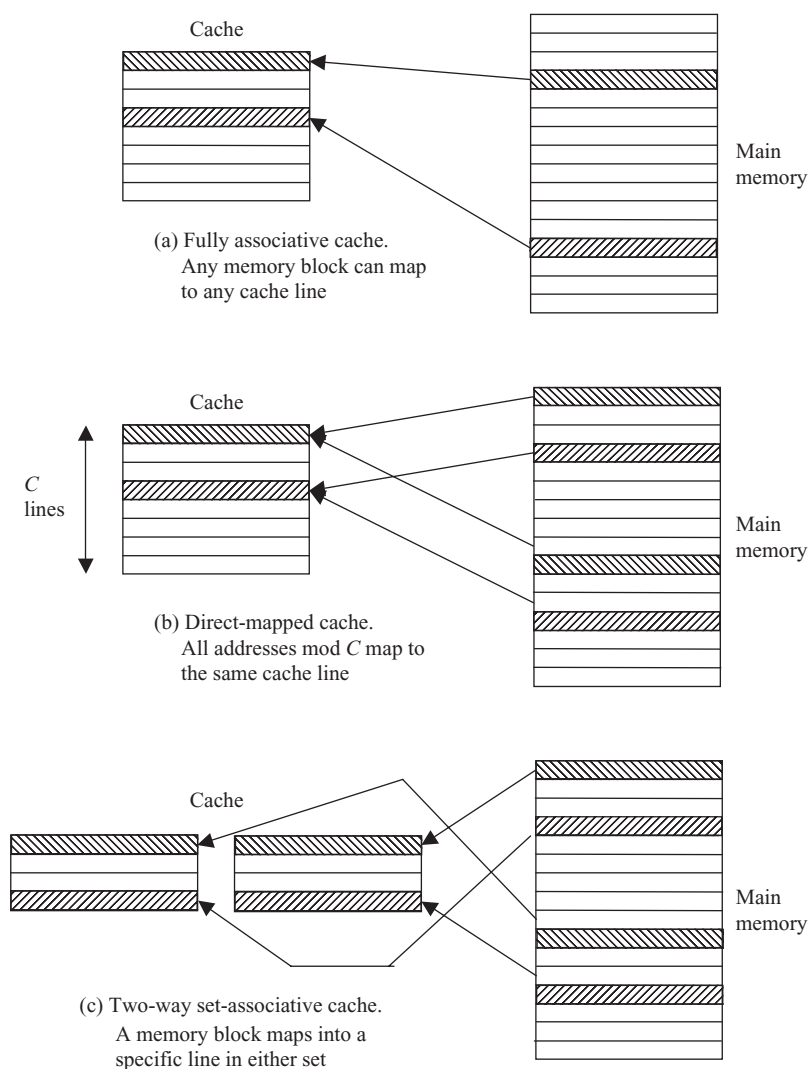 Cache
Main
memory
(a) Fully associative cache.
Any memory block can map
to any cache line
Cache
C
lines
Main
memory
(b) Direct-mapped cache.
All addresses mod C map to
the same cache line
Cache
Main
memory
(c) Two-way set-associative cache.
A memory block maps into a
specific line in either set